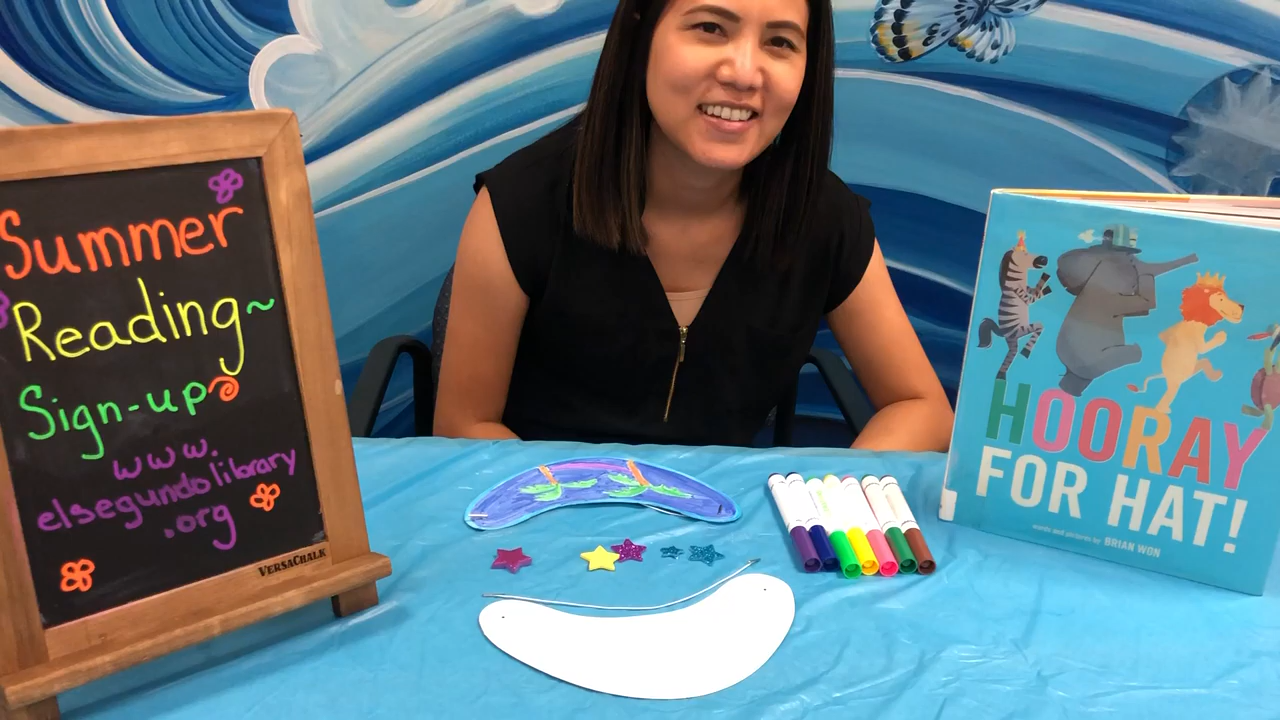 Summer
Reading~
Sign-up
www.
elsegundolibrary
.org
VERSACHALK
HOORAY
FOR HAT!
words and pictures by BRIAN WON